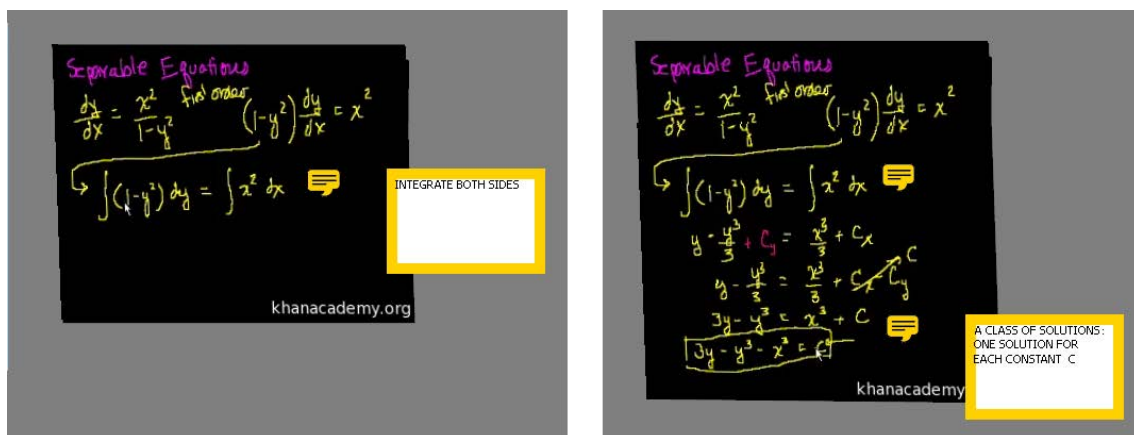 Separable Equations
dy/dx = x²/1-y² first order (1-y²) dy/dx = x²
∫(1-y²) dy = ∫x² dx
INTEGRATE BOTH SIDES
khanacademy.org
Separable Equations
dy/dx = x²/1-y² first order (1-y²) dy/dx = x²
∫(1-y²) dy = ∫x² dx
y - y³/3 + Cy = x³/3 + Cx
C
y - y³/3 = x³/3 + Cx - Cy
3y - y³ = x³ + C
3y - y³ - x³ = C
A CLASS OF SOLUTIONS:
ONE SOLUTION FOR
EACH CONSTANT C
khanacademy